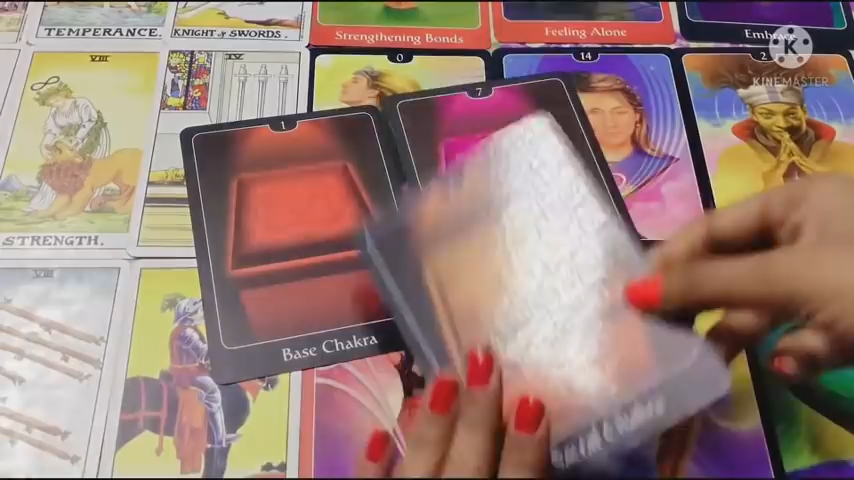 TEMPERANCE
KNIGHT of SWORDS.
Strengthening Bonds
Feeling Alone
Embrace
K
KINEMASTER
VIII
IV
0
14
2
1
7
STRENGTH.
VIII
Base Chakra